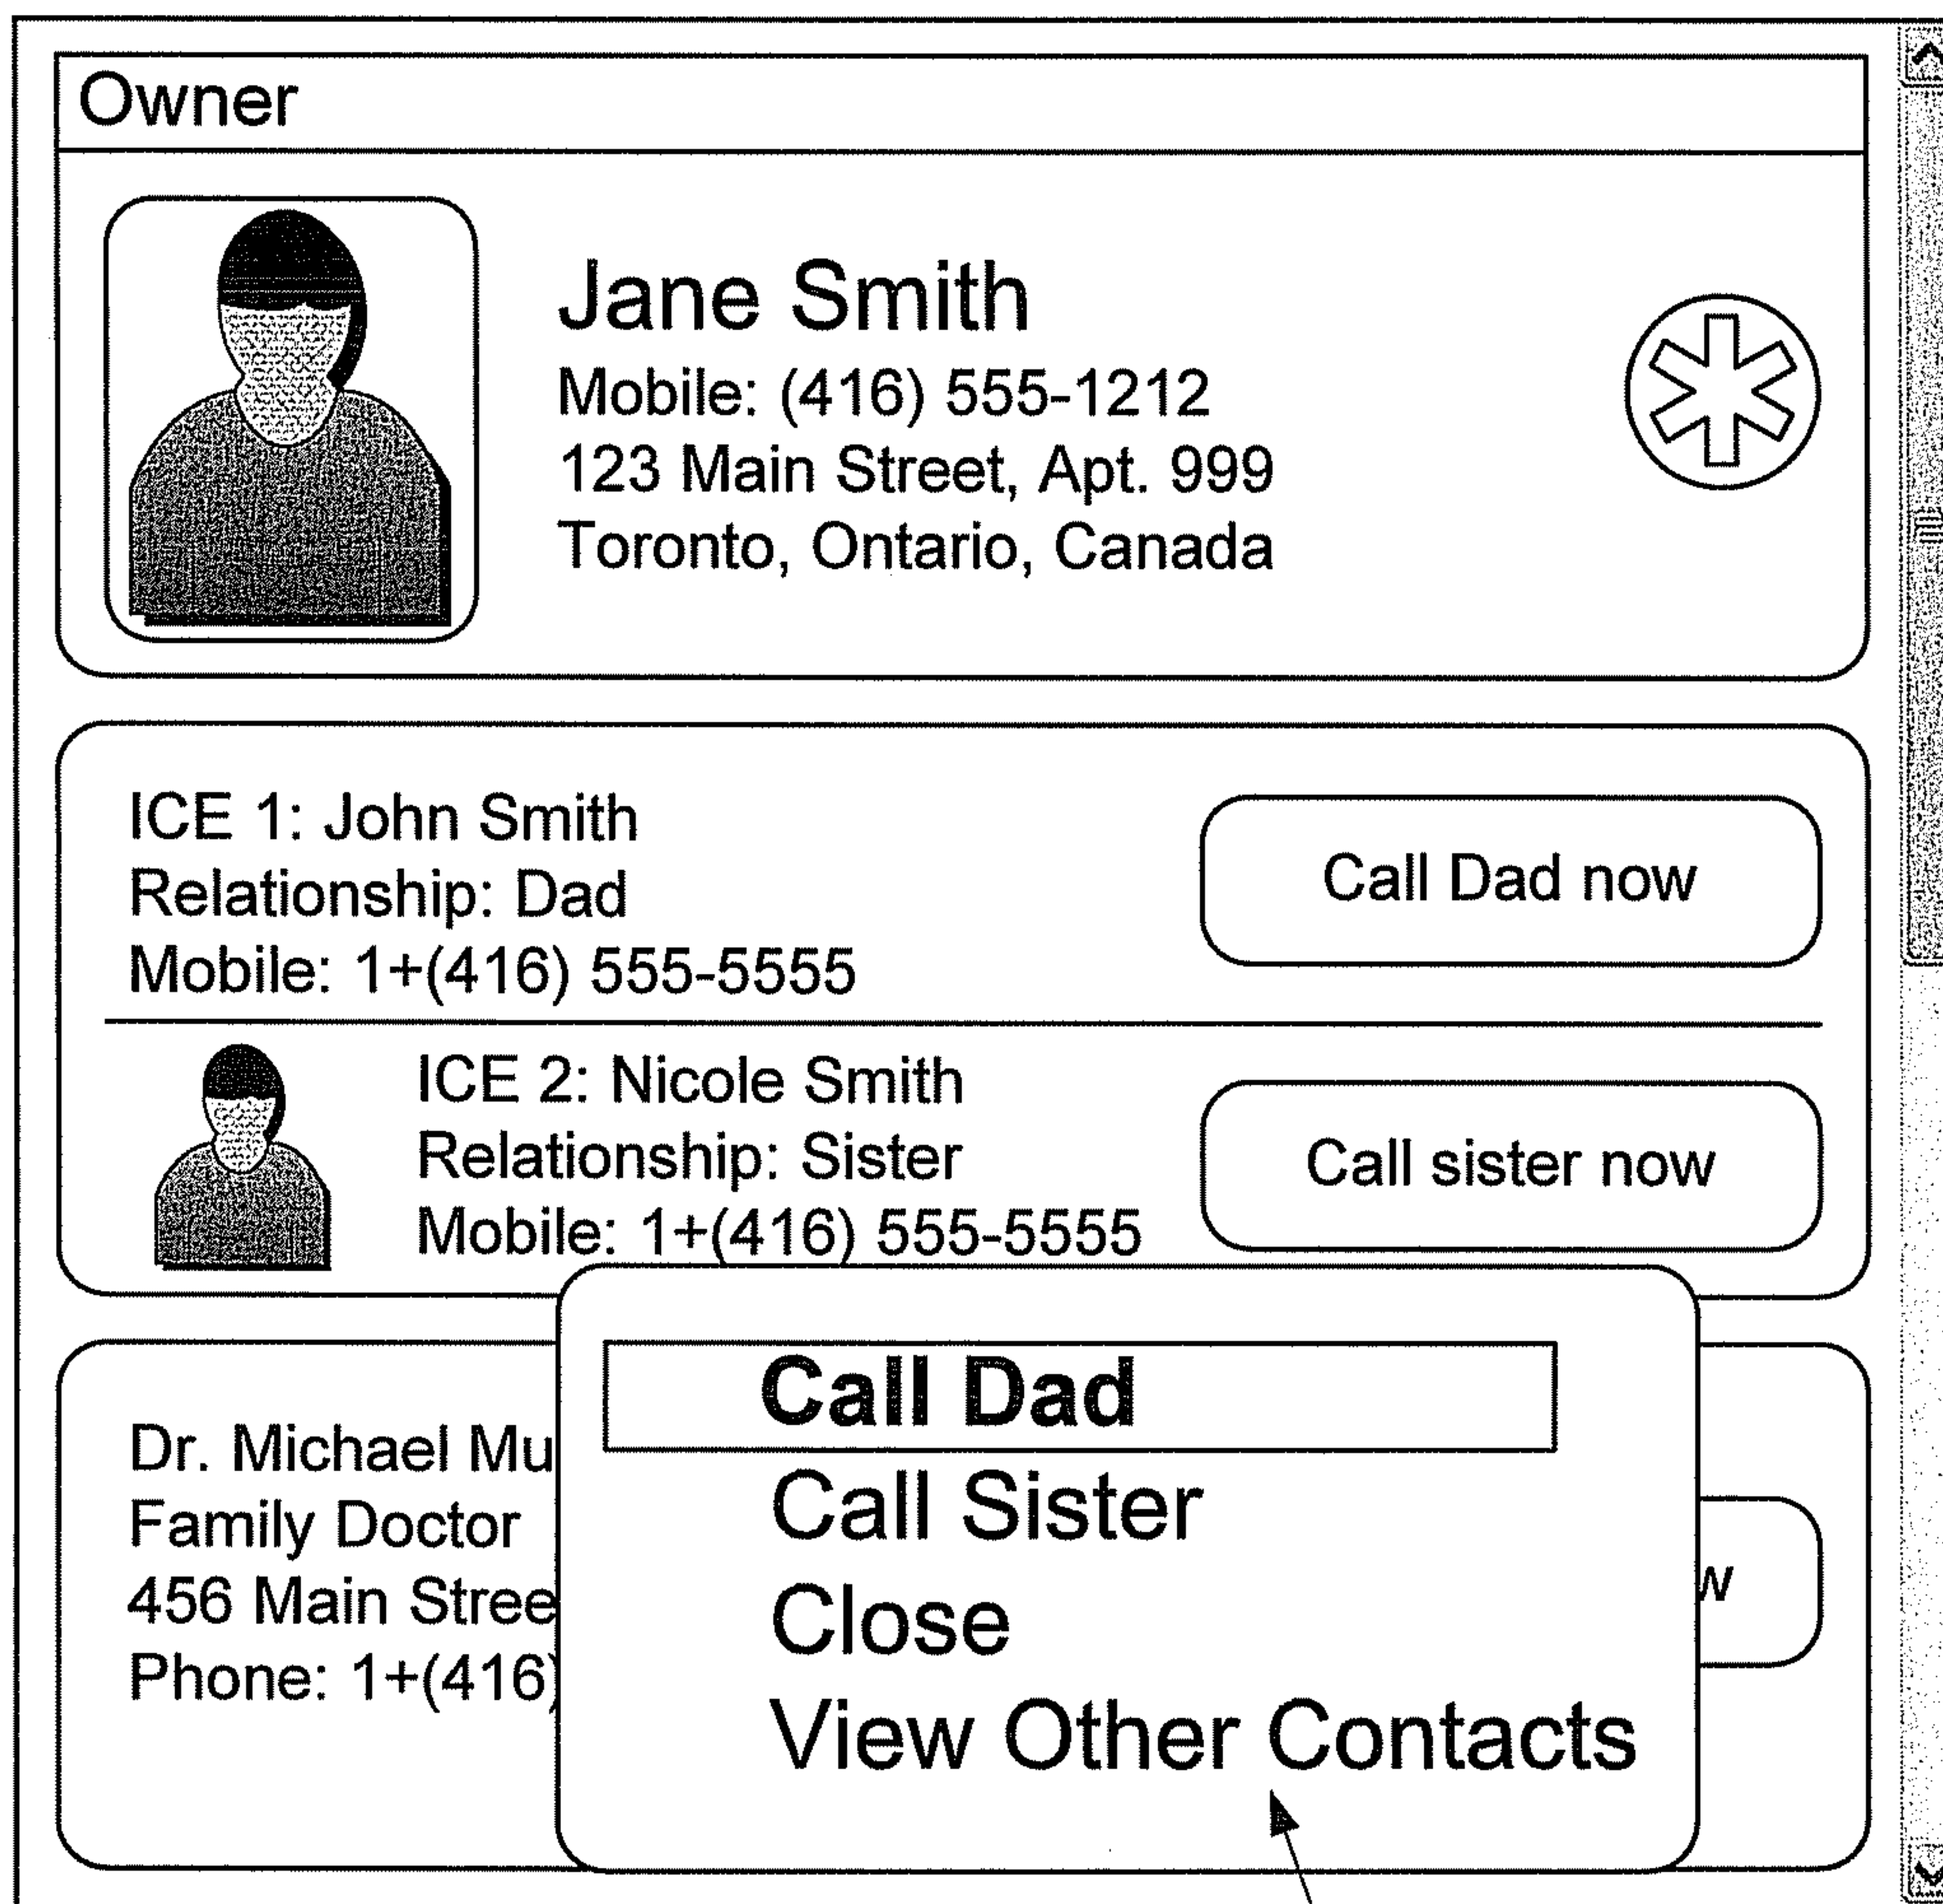 Owner
Jane Smith
Mobile: (416) 555-1212
123 Main Street, Apt. 999
Toronto, Ontario, Canada
ICE 1: John Smith
Relationship: Dad
Mobile: 1+(416) 555-5555
Call Dad now
ICE 2: Nicole Smith
Relationship: Sister
Mobile: 1+(416) 555-5555
Call sister now
Dr. Michael Mu
Family Doctor
456 Main Stree
Phone: 1+(416)
w
Call Dad
Call Sister
Close
View Other Contacts